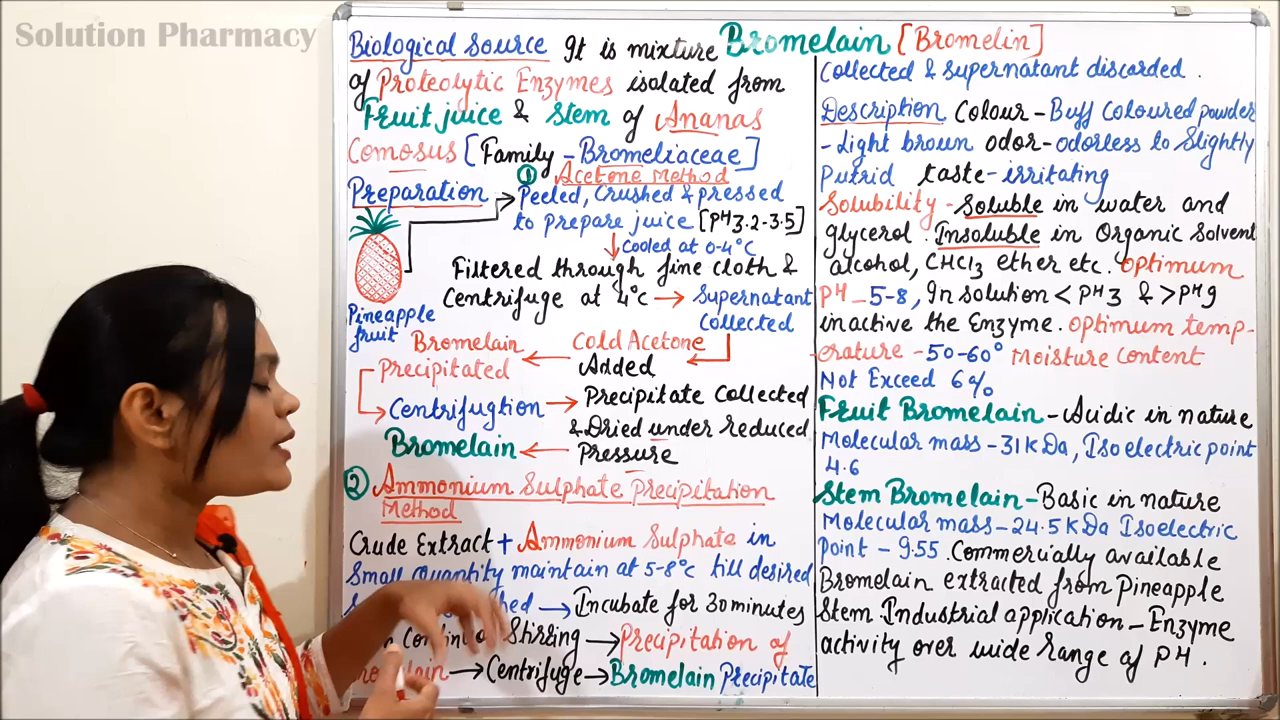 Solution Pharmacy
Bromelain [Bromelin]
Biological source It is mixture
of Proteolytic Enzymes isolated from
Fruit juice & Stem of Ananas
Comosus [Family - Bromeliaceae]
① Acetone Method
Preparation
Peeled, Crushed & pressed
to prepare juice [PH 3.2-3.5]
Cooled at 0-4°C
Filtered through fine cloth &
Centrifuge at 4°C → Supernatant
Collected
Pineapple
fruit
Cold Acetone
Added
Bromelain
Precipitated
Centrifugtion → Precipitate Collected
& Dried under reduced
Pressure
Bromelain
② Ammonium Sulphate Precipitation
Method
Crude Extract + Ammonium Sulphate in
Small quantity maintain at 5-8°C till desired
→ Incubate for 30 minutes
Stirring → Precipitation of
→ Centrifuge → Bromelain Precipitate
Collected & supernatant discarded.
Description Colour - Buff Coloured powder
- Light brown odor - odorless to Slightly
Putrid taste - irritating
Solubility - Soluble in water and
glycerol. Insoluble in Organic Solvent
alcohol, CHCl3 ether etc. optimum
PH - 5-8, In solution < PH3 & > PH9
inactive the Enzyme. optimum temp-
erature - 50-60° Moisture Content
Not Exceed 6%
Fruit Bromelain - Acidic in nature
Molecular mass - 31 KDa, Isoelectric point
4.6
Stem Bromelain - Basic in nature
Molecular mass - 24.5 KDa Isoelectric
Point - 9.55. Commercially available
Bromelain extracted from Pineapple
Stem. Industrial application - Enzyme
activity over wide range of PH.